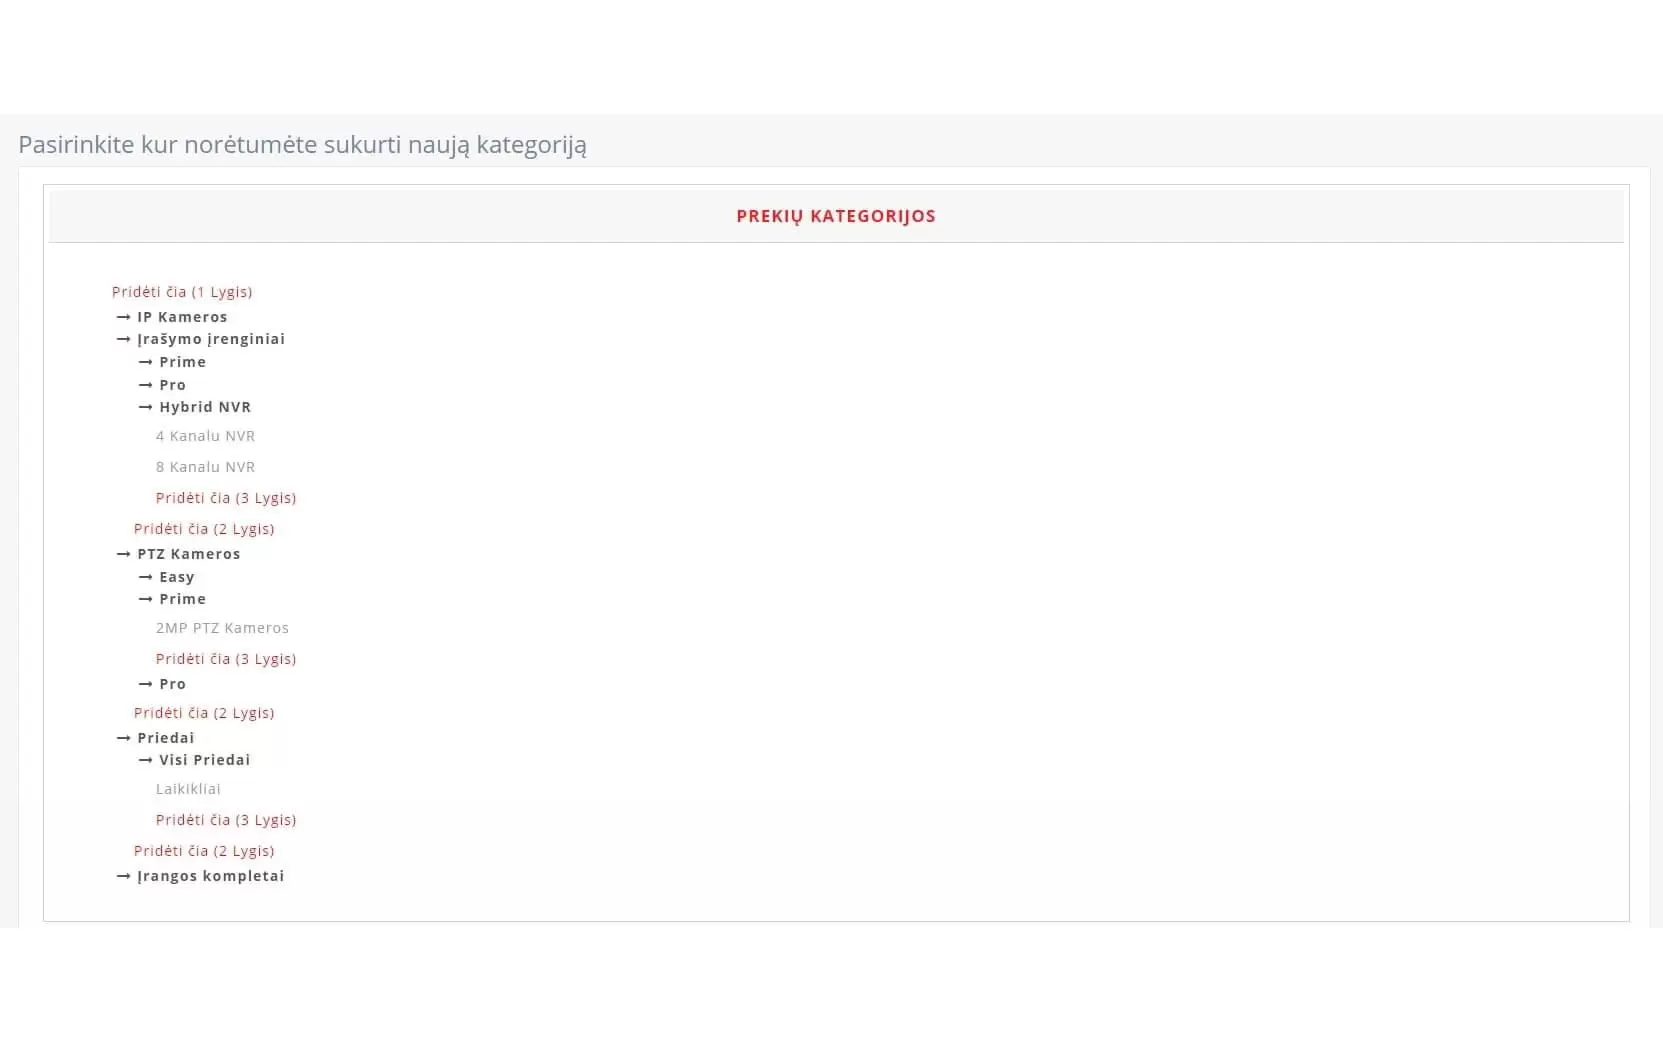 Pasirinkite kur norėtumėte sukurti naują kategoriją
PREKIŲ KATEGORIJOS
Pridėti čia (1 Lygis)
→ IP Kameros
→ Įrašymo įrenginiai
→ Prime
→ Pro
→ Hybrid NVR
4 Kanalu NVR
8 Kanalu NVR
Pridėti čia (3 Lygis)
Pridėti čia (2 Lygis)
→ PTZ Kameros
→ Easy
→ Prime
2MP PTZ Kameros
Pridėti čia (3 Lygis)
→ Pro
Pridėti čia (2 Lygis)
→ Priedai
→ Visi Priedai
Laikikliai
Pridėti čia (3 Lygis)
Pridėti čia (2 Lygis)
→ Įrangos kompletai